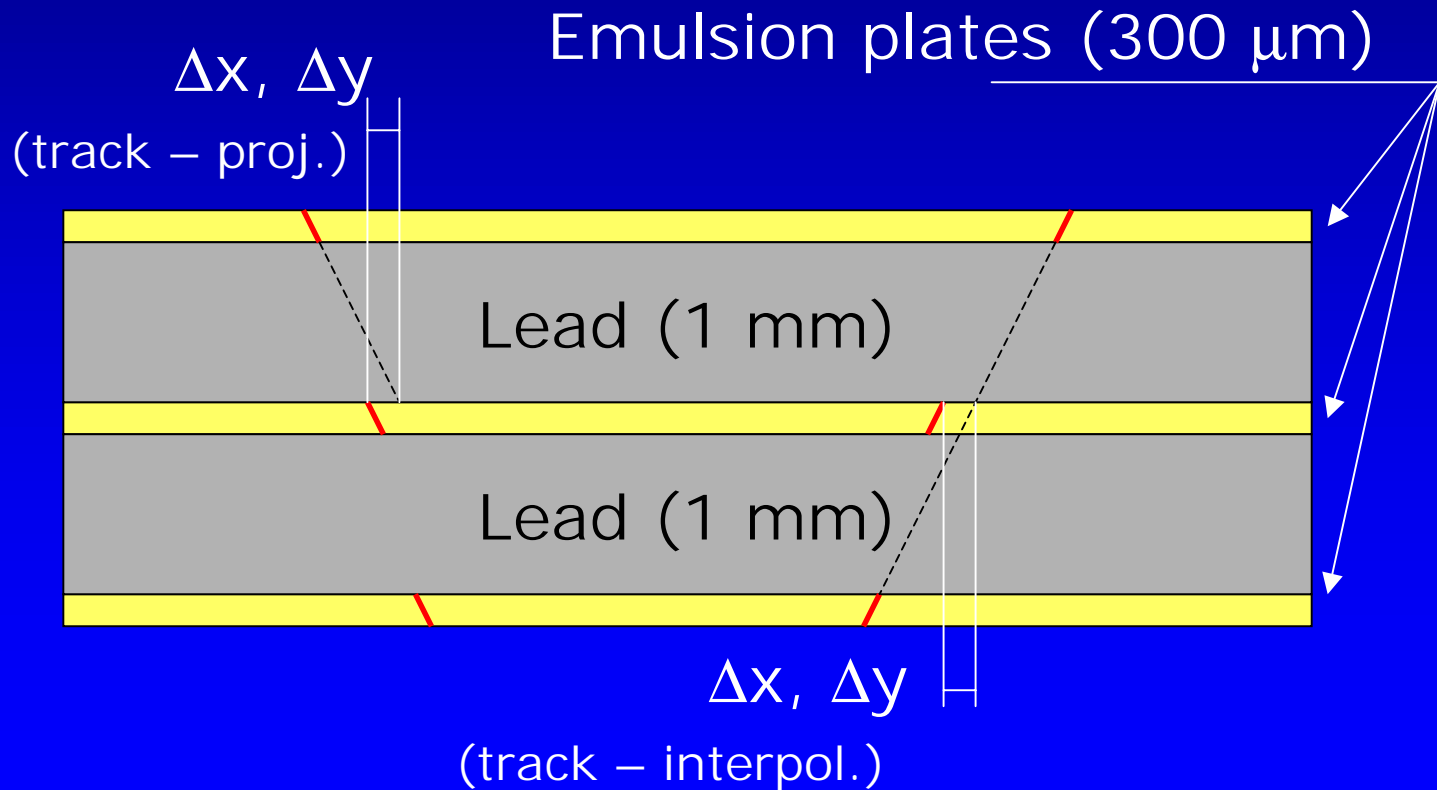 Emulsion plates (300 μm)
Δx, Δy
(track – proj.)
Lead (1 mm)
Lead (1 mm)
Δx, Δy
(track – interpol.)